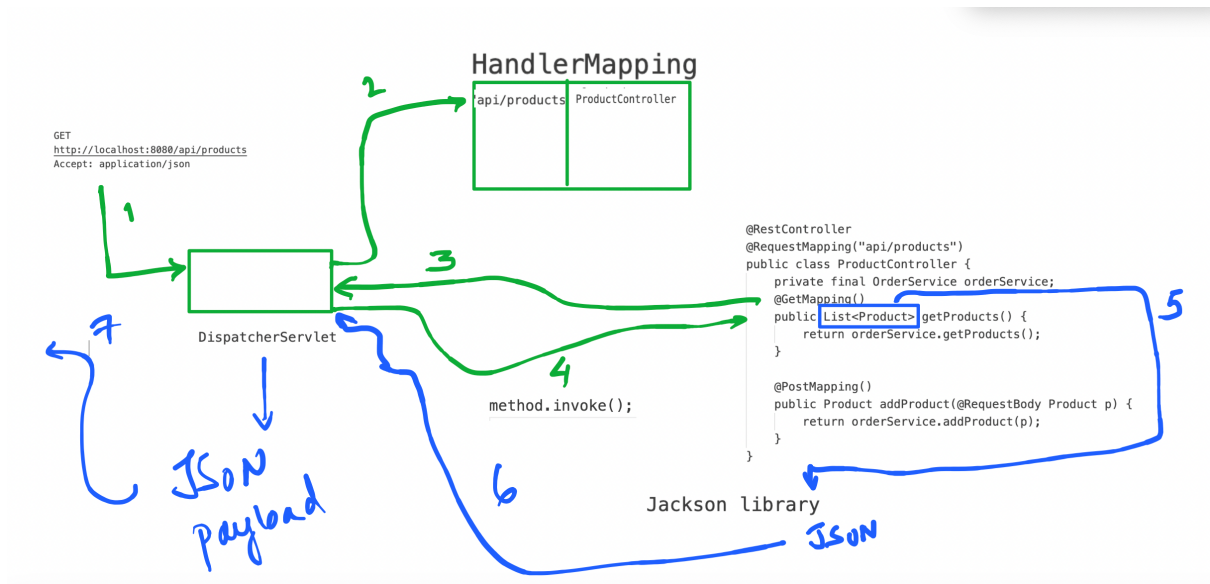 HandlerMapping
2
'api/products
ProductController
GET
http://localhost:8080/api/products
Accept: application/json
1
3
DispatcherServlet
7
4
method.invoke();
@RestController
@RequestMapping("api/products")
public class ProductController {
private final OrderService orderService;
@GetMapping()
public List<Product> getProducts() {
return orderService.getProducts();
}
@PostMapping()
public Product addProduct(@RequestBody Product p) {
return orderService.addProduct(p);
}
}
5
JSON
payload
6
Jackson library
JSON